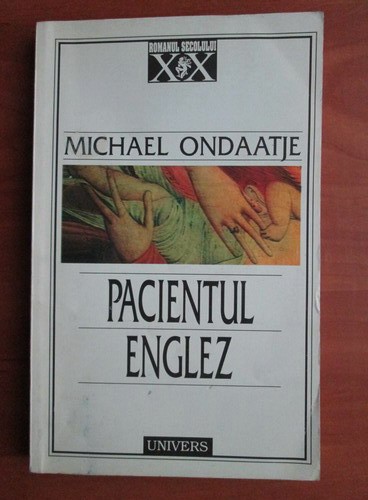 ROMANUL SECOLULUI
XX
MICHAEL ONDAATJE
PACIENTUL
ENGLEZ
UNIVERS